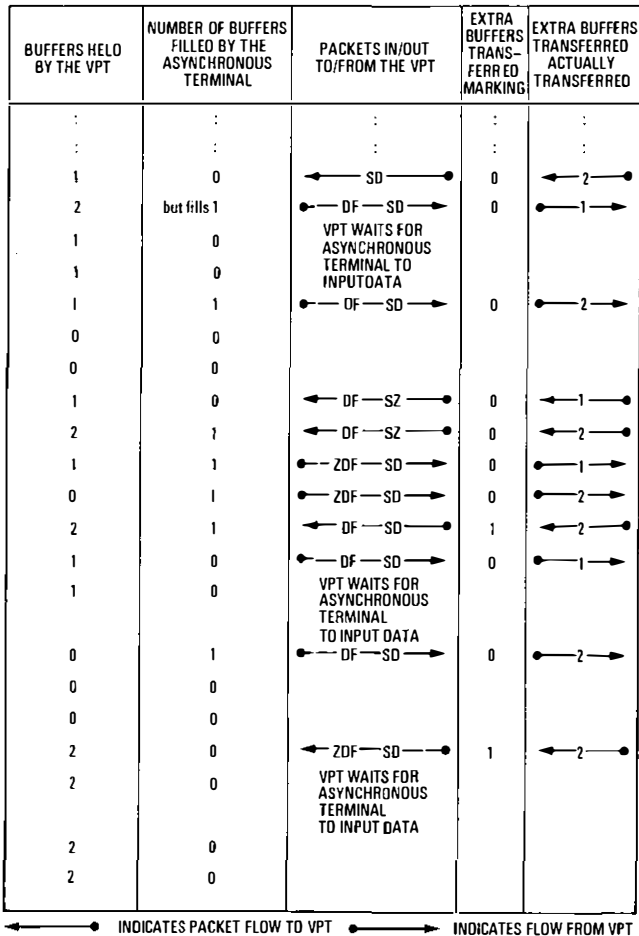 BUFFERS HELD BY THE VPT | NUMBER OF BUFFERS FILLED BY THE ASYNCHRONOUS TERMINAL | PACKETS IN/OUT TO/FROM THE VPT | EXTRA BUFFERS TRANS-FERRED MARKING | EXTRA BUFFERS TRANSFERRED ACTUALLY TRANSFERRED
: : : : :
: : : : :
1 0 SD 0 2
2 but fills 1 DF SD 0 1
1 0 VPT WAITS FOR ASYNCHRONOUS
1 0 TERMINAL TO INPUTOATA
1 1 OF SD 0 2
0 0
0 0
1 0 DF SZ 0 1
2 1 DF SZ 0 2
1 1 ZDF SD 0 1
0 1 ZDF SD 0 2
2 1 DF SD 1 2
1 0 DF SD 0 1
1 0 VPT WAITS FOR
ASYNCHRONOUS
TERMINAL
TO INPUT DATA
0 1 DF SD 0 2
0 0
0 0
2 0 ZDF SD 1 2
2 0 VPT WAITS FOR
ASYNCHRONOUS
TERMINAL
TO INPUT DATA
2 0
2 0
INDICATES PACKET FLOW TO VPT INDICATES FLOW FROM VPT